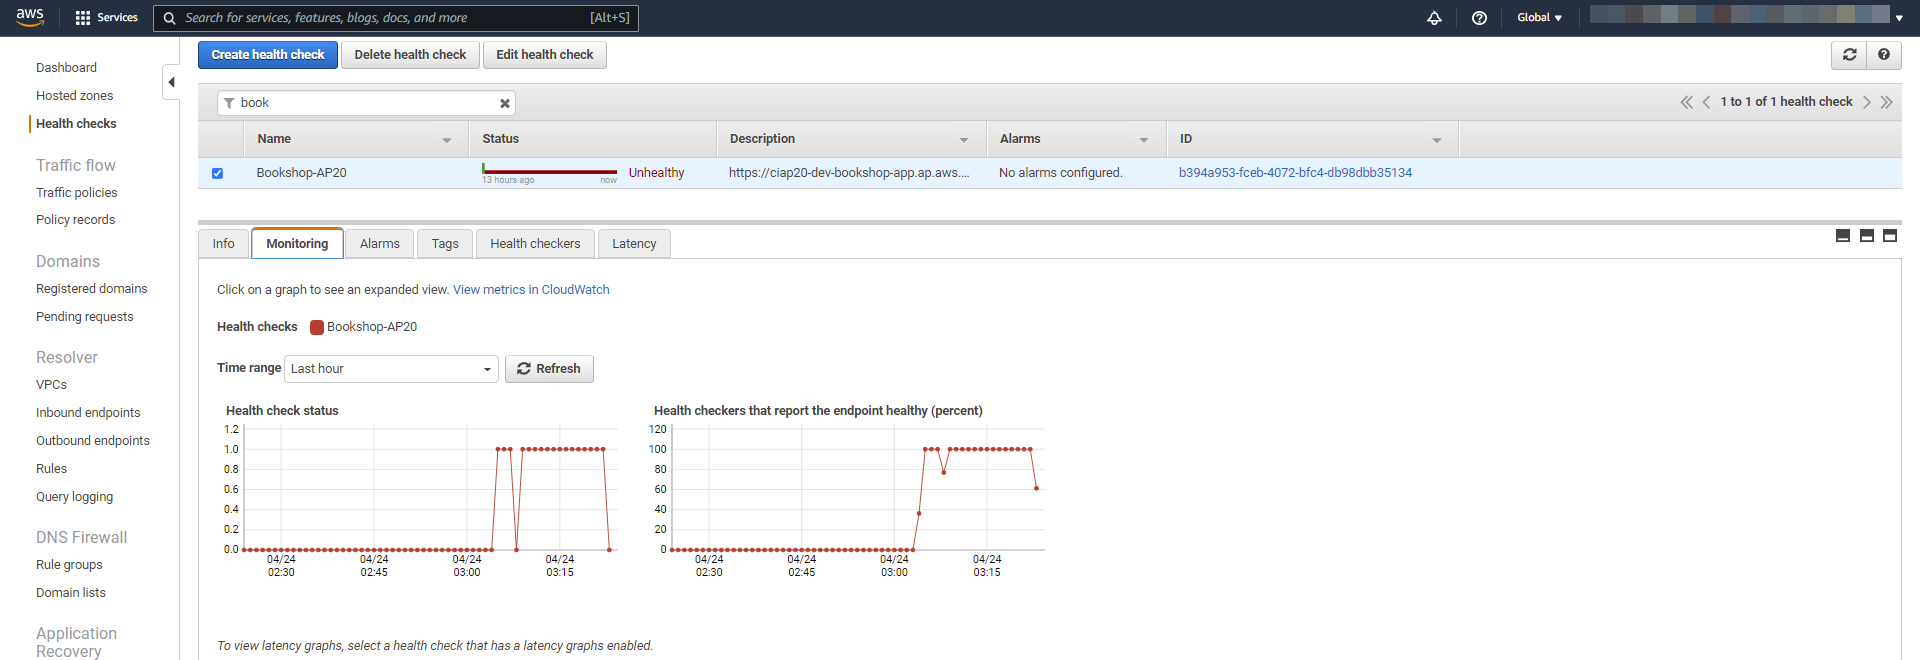 aws
Services
Search for services, features, blogs, docs, and more
[Alt+S]
Global
Dashboard
Hosted zones
Health checks
Traffic flow
Traffic policies
Policy records
Domains
Registered domains
Pending requests
Resolver
VPCs
Inbound endpoints
Outbound endpoints
Rules
Query logging
DNS Firewall
Rule groups
Domain lists
Application
Recovery
Create health check
Delete health check
Edit health check
book
1 to 1 of 1 health check
Name
Status
Description
Alarms
ID
Bookshop-AP20
13 hours ago
now
Unhealthy
https://ciap20-dev-bookshop-app.ap.aws....
No alarms configured.
b394a953-fceb-4072-bfc4-db98dbb35134
Info
Monitoring
Alarms
Tags
Health checkers
Latency
Click on a graph to see an expanded view. View metrics in CloudWatch
Health checks
Bookshop-AP20
Time range
Last hour
Refresh
Health check status
1.2
1.0
0.8
0.6
0.4
0.2
0.0
04/24 04/24 04/24 04/24
02:30 02:45 03:00 03:15
Health checkers that report the endpoint healthy (percent)
120
100
80
60
40
20
0
04/24 04/24 04/24 04/24
02:30 02:45 03:00 03:15
To view latency graphs, select a health check that has a latency graphs enabled.